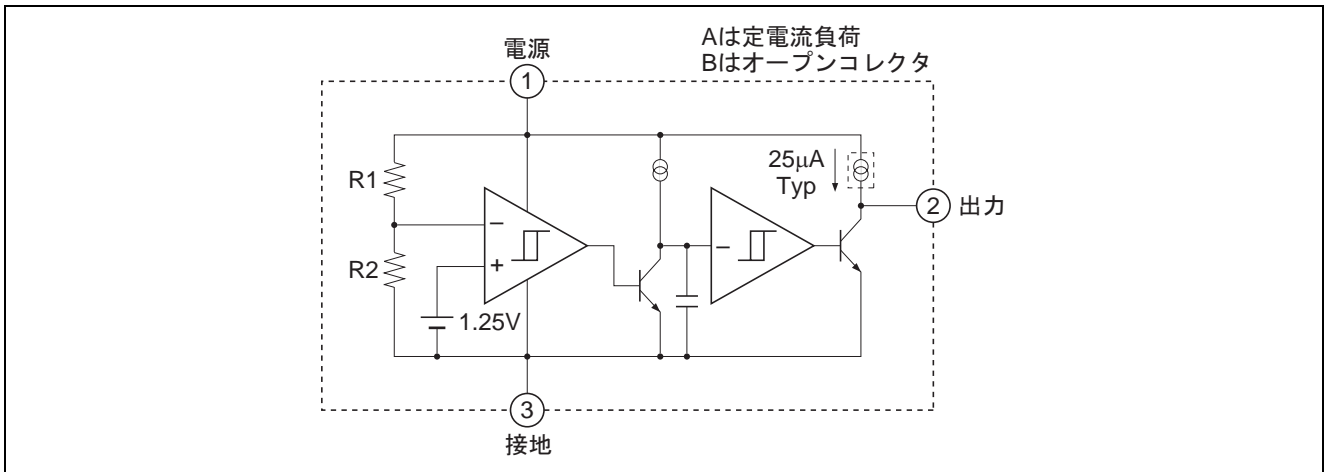 Aは定電流負荷
Bはオープンコレクタ
電源
1
R1
R2
−
+
1.25V
−
25μA
Typ
2 出力
3
接地